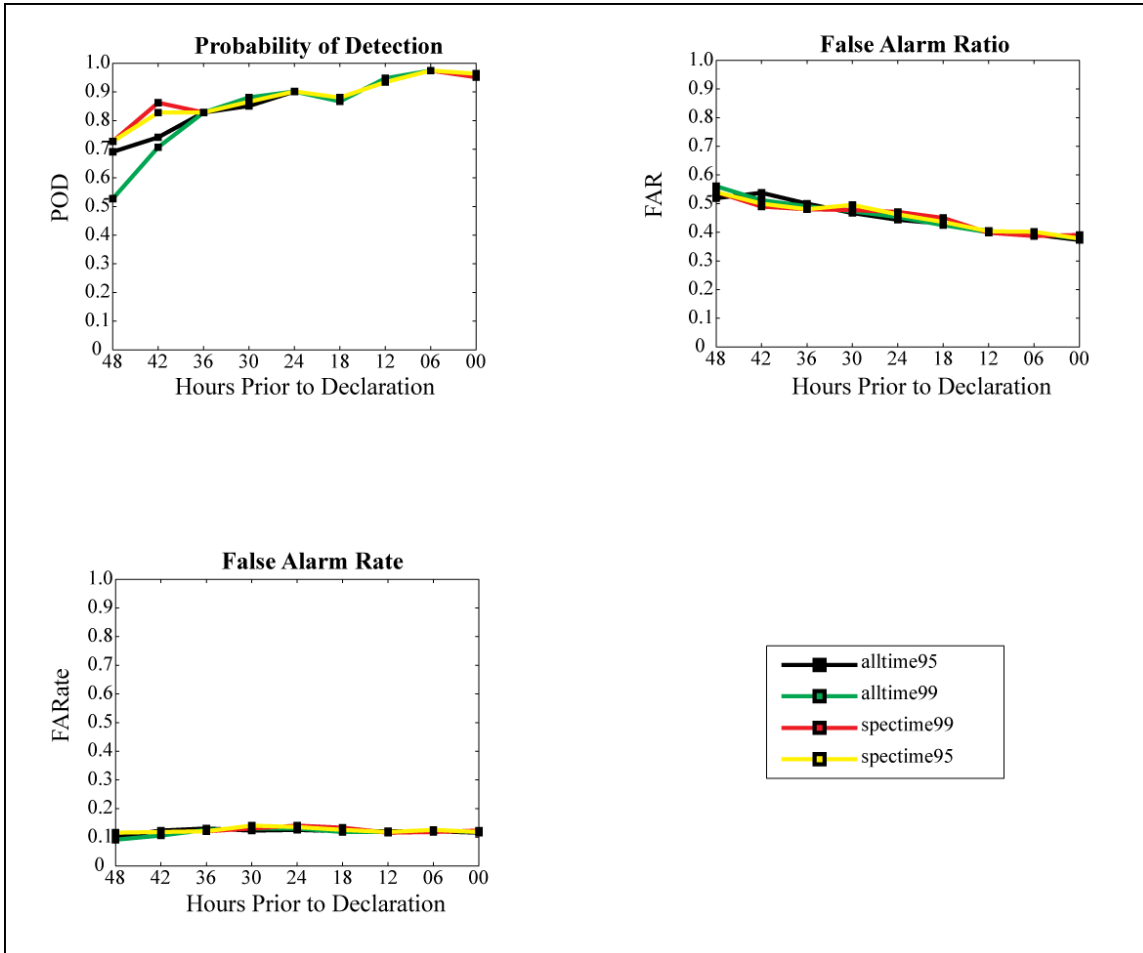 Probability of Detection
1.0
0.9
0.8
0.7
0.6
0.5
0.4
0.3
0.2
0.1
0
POD
48 42 36 30 24 18 12 06 00
Hours Prior to Declaration
False Alarm Ratio
1.0
0.9
0.8
0.7
0.6
0.5
0.4
0.3
0.2
0.1
0
FAR
48 42 36 30 24 18 12 06 00
Hours Prior to Declaration
False Alarm Rate
1.0
0.9
0.8
0.7
0.6
0.5
0.4
0.3
0.2
0.1
0
FARate
48 42 36 30 24 18 12 06 00
Hours Prior to Declaration
alltime95
alltime99
spectime99
spectime95